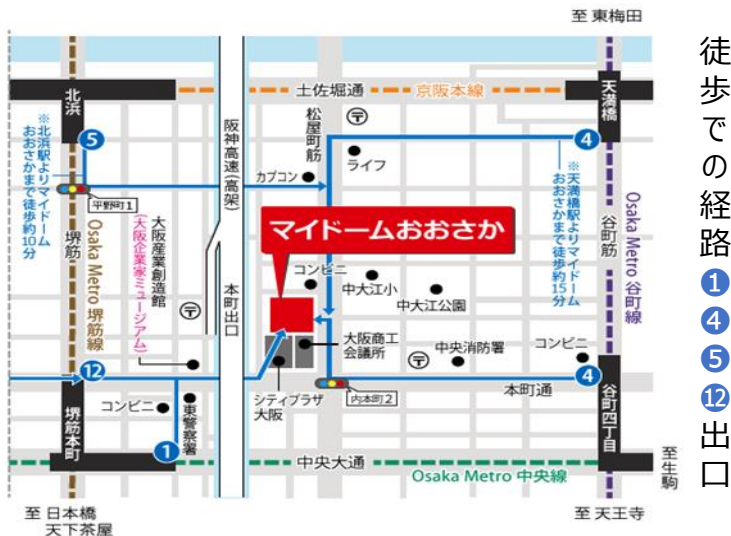 至 東梅田
北浜
土佐堀通
京阪本線
天満橋
5
松屋町筋
〒
4
ライフ
阪神高速(高架)
カプコン
※北浜駅よりマイドーム
おおさかまで徒歩約10分
※天満橋駅よりマイドーム
おおさかまで徒歩約15分
平野町1
堺筋
Osaka Metro 堺筋線
大阪産業創造館
(大阪企業家ミュージアム)
〒
本町出口
マイドームおおさか
コンビニ
中大江小
中大江公園
谷町筋
Osaka Metro 谷町線
大阪商工
会議所
〒
中央消防署
コンビニ
12
4
本町通
シティプラザ
大阪
内本町2
コンビニ
東警察署
1
堺筋本町
谷町四丁目
中央大通
Osaka Metro 中央線
至生駒
至 日本橋
天下茶屋
至 天王寺
徒歩での経路❶❹❺⓬出口